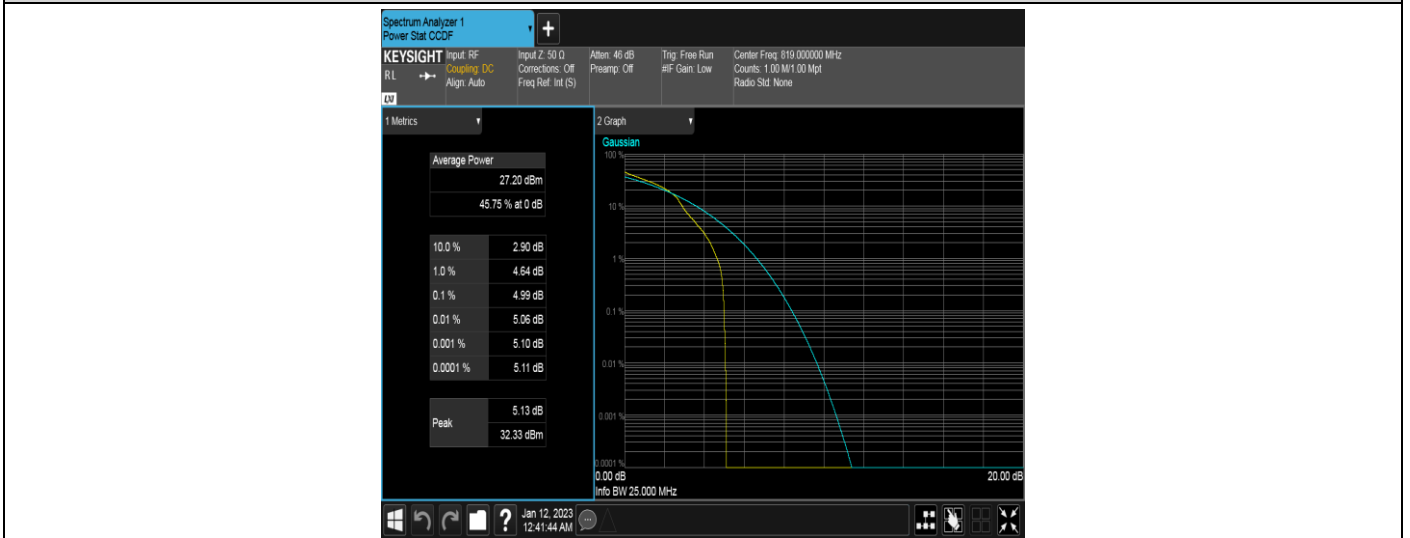 Spectrum Analyzer 1
Power Stat CCDF
+
KEYSIGHT
RL
LXI
Input: RF
Coupling: DC
Align: Auto
Input Z: 50 Ω
Corrections: Off
Freq Ref: Int (S)
Atten: 46 dB
Preamp: Off
Trig: Free Run
#IF Gain: Low
Center Freq: 819.000000 MHz
Counts: 1.00 M/1.00 Mpt
Radio Std: None
1 Metrics
Average Power
27.20 dBm
45.75 % at 0 dB
10.0 % 2.90 dB
1.0 % 4.64 dB
0.1 % 4.99 dB
0.01 % 5.06 dB
0.001 % 5.10 dB
0.0001 % 5.11 dB
Peak
5.13 dB
32.33 dBm
2 Graph
Gaussian
100 %
10 %
1 %
0.1 %
0.01 %
0.001 %
0.0001 %
0.00 dB 20.00 dB
Info BW 25.000 MHz
?
Jan 12, 2023
12:41:44 AM